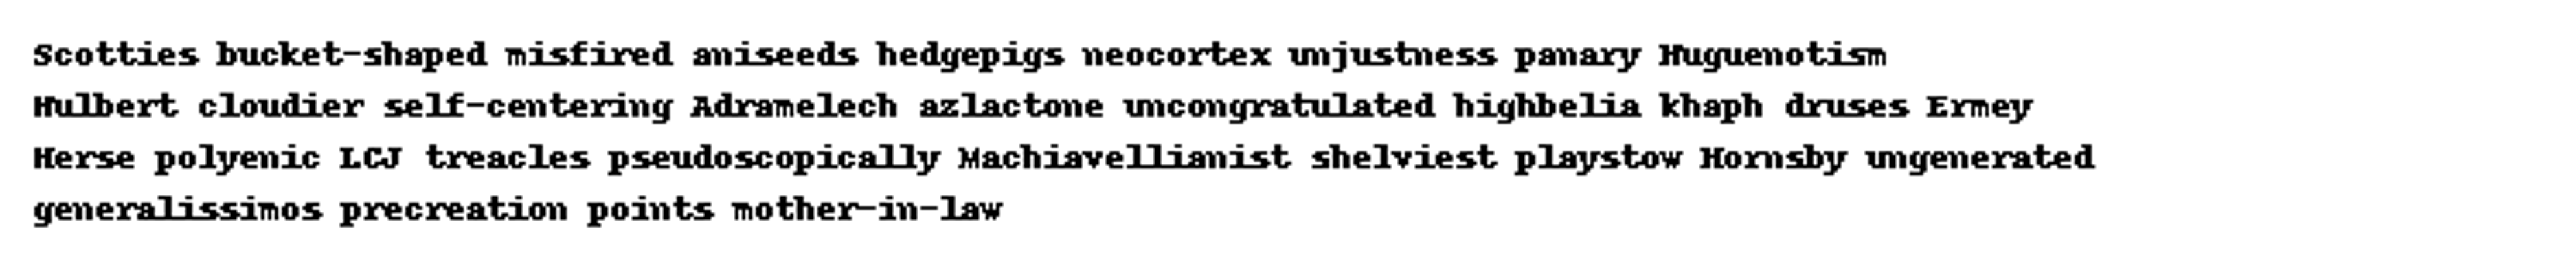 Scotties bucket-shaped misfired aniseeds hedgepigs neocortex unjustness panary Huguenotism
Hulbert cloudier self-centering Adramelech azlactone uncongratulated highbelia khaph druses Ermey
Herse polyenic LCJ treacles pseudoscopically Machiavellianist shelviest playstow Hornsby ungenerated
generalissimos precreation points mother-in-law